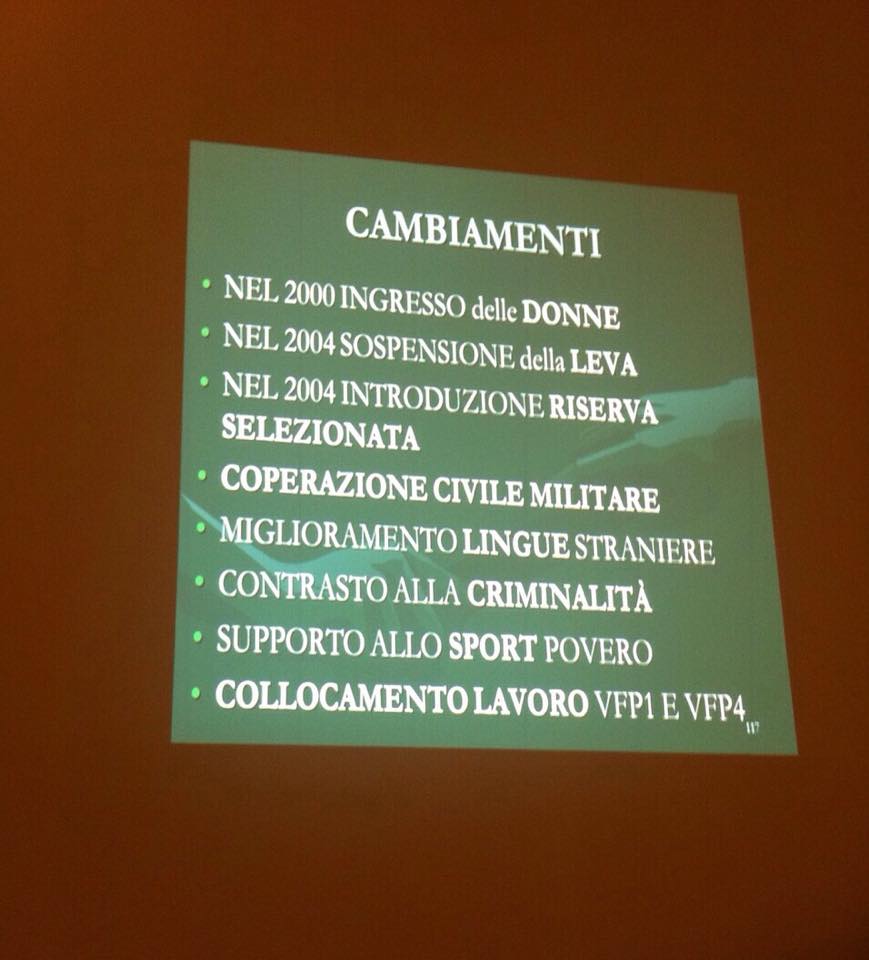 CAMBIAMENTI
• NEL 2000 INGRESSO delle DONNE
• NEL 2004 SOSPENSIONE della LEVA
• NEL 2004 INTRODUZIONE RISERVA
SELEZIONATA
• COPERAZIONE CIVILE MILITARE
• MIGLIORAMENTO LINGUE STRANIERE
• CONTRASTO ALLA CRIMINALITÀ
• SUPPORTO ALLO SPORT POVERO
• COLLOCAMENTO LAVORO VFP1 E VFP4
117